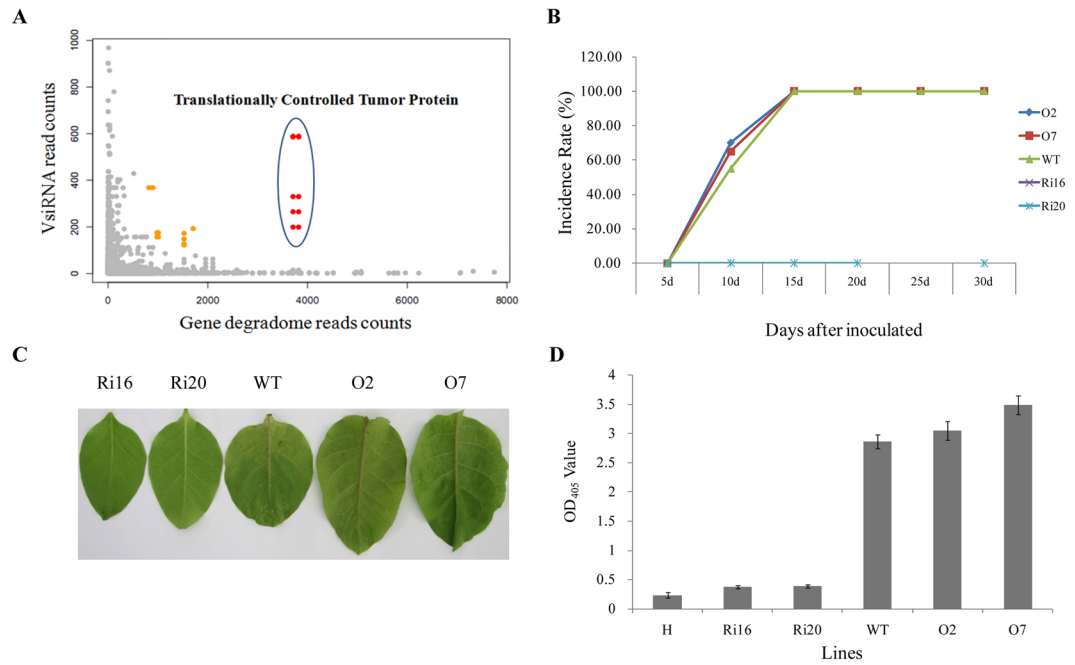 A
VsiRNA read counts
1000
800
600
400
200
0
Translationally Controlled Tumor Protein
0 2000 4000 6000 8000
Gene degradome reads counts
B
Incidence Rate (%)
120.00
100.00
80.00
60.00
40.00
20.00
0.00
5d 10d 15d 20d 25d 30d
Days after inoculated
O2
O7
WT
Ri16
Ri20
C
Ri16 Ri20 WT O2 O7
D
OD405 Value
4
3.5
3
2.5
2
1.5
1
0.5
0
H Ri16 Ri20 WT O2 O7
Lines